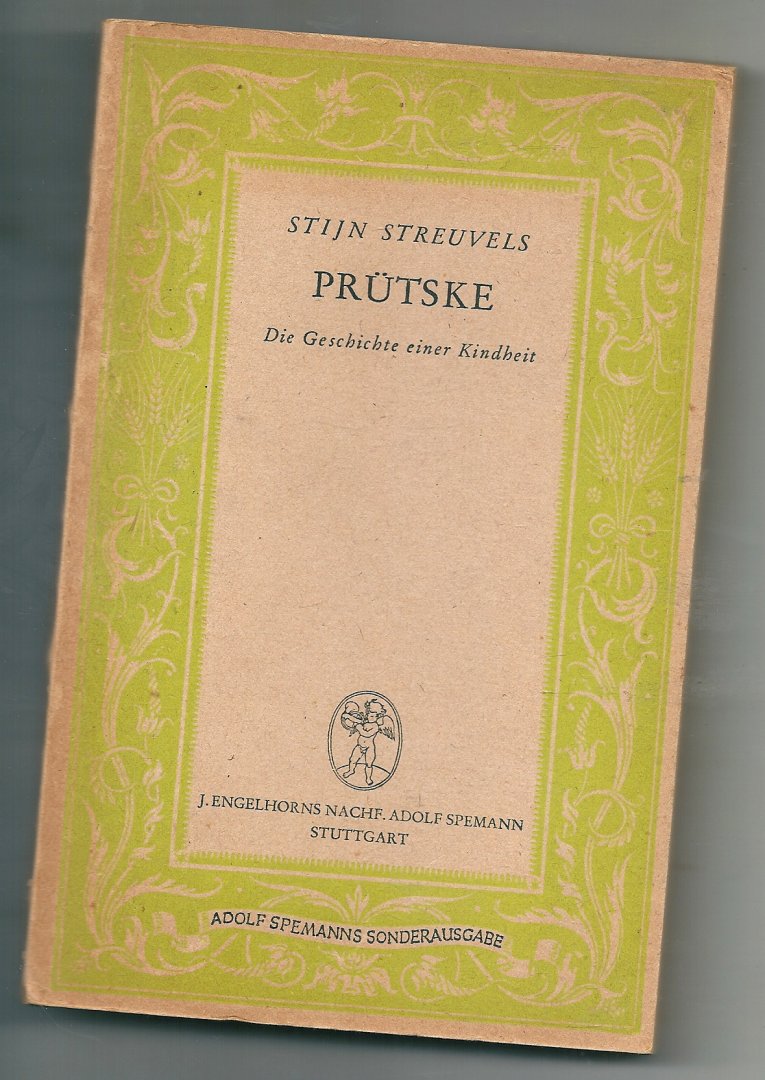 STIJN STREUVELS
PRÜTSKE
Die Geschichte einer Kindheit
J. ENGELHORNS NACHF. ADOLF SPEMANN
STUTTGART
ADOLF SPEMANNS SONDERAUSGABE